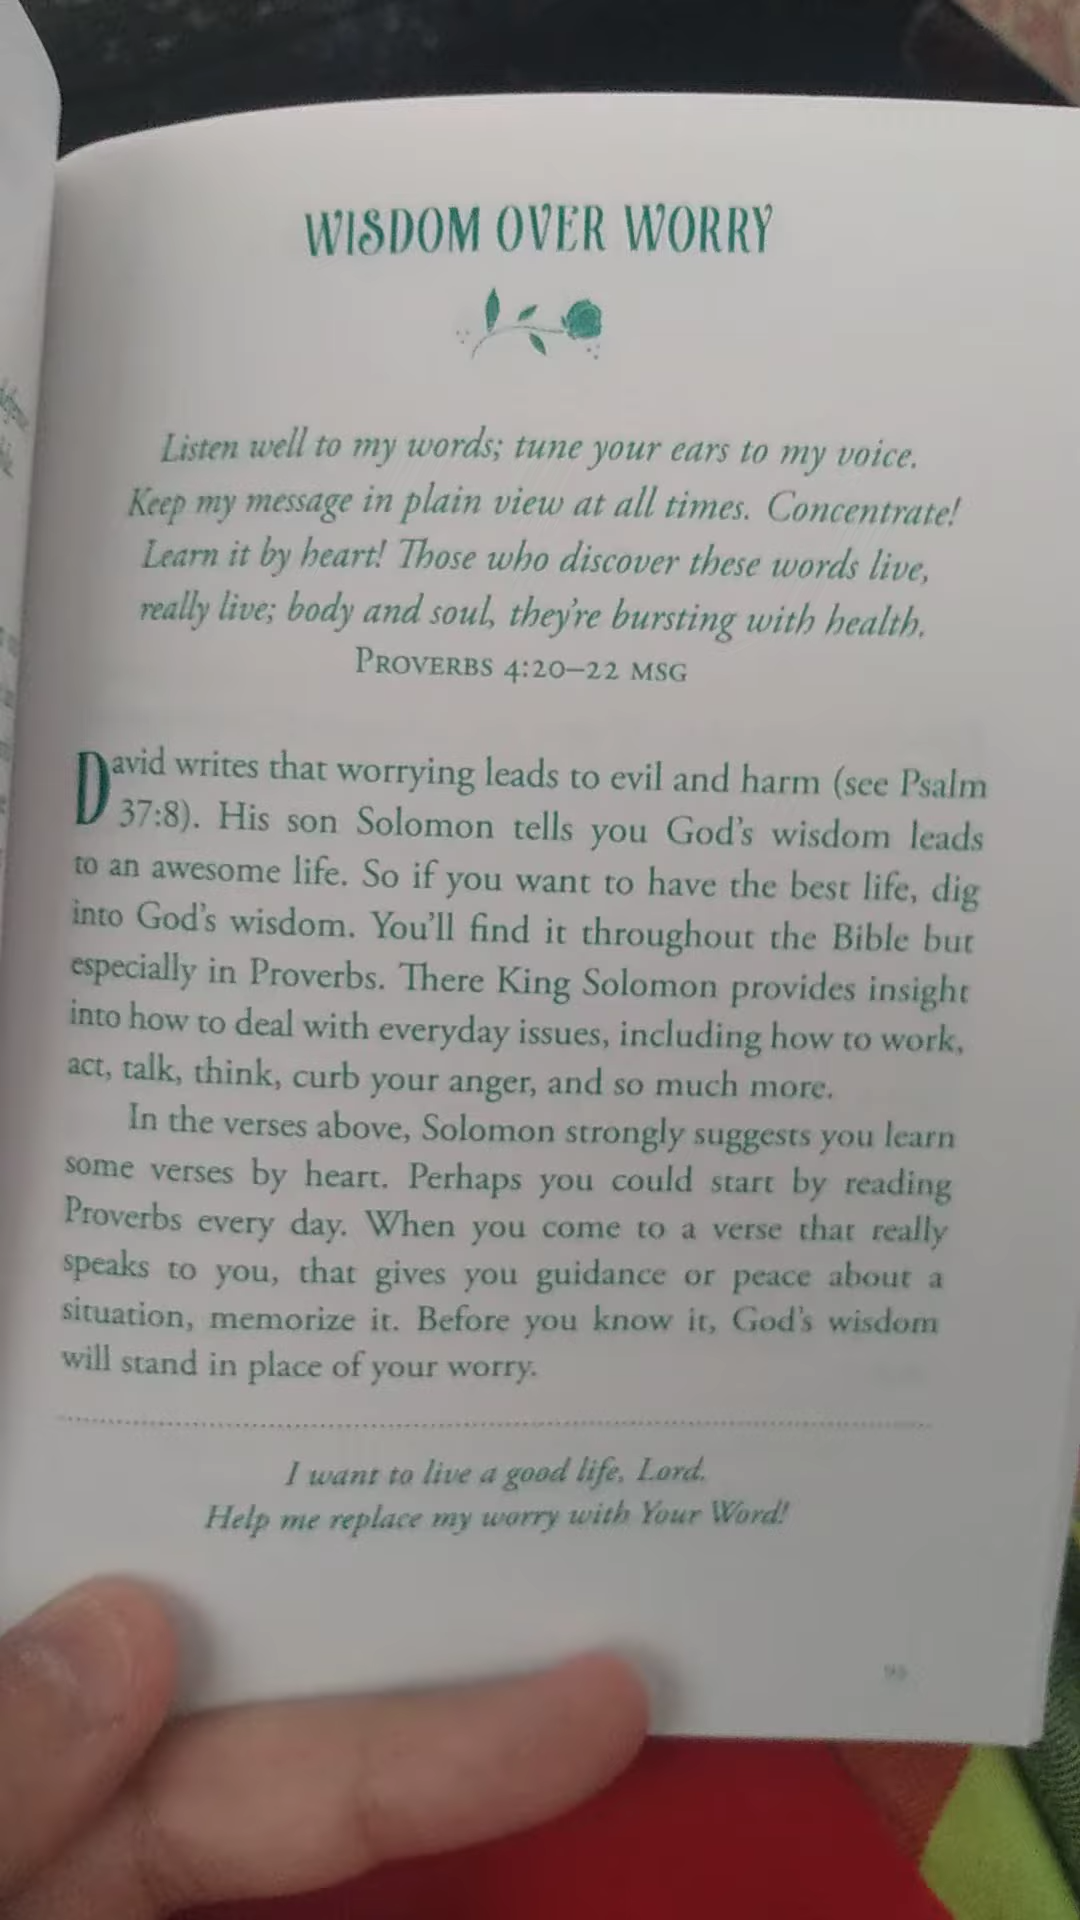 WISDOM OVER WORRY
Listen well to my words; tune your ears to my voice.
Keep my message in plain view at all times. Concentrate!
Learn it by heart! Those who discover these words live,
really live; body and soul, they're bursting with health.
PROVERBS 4:20–22 MSG
David writes that worrying leads to evil and harm (see Psalm
37:8). His son Solomon tells you God's wisdom leads
to an awesome life. So if you want to have the best life, dig
into God's wisdom. You'll find it throughout the Bible but
especially in Proverbs. There King Solomon provides insight
into how to deal with everyday issues, including how to work,
act, talk, think, curb your anger, and so much more.
In the verses above, Solomon strongly suggests you learn
some verses by heart. Perhaps you could start by reading
Proverbs every day. When you come to a verse that really
speaks to you, that gives you guidance or peace about a
situation, memorize it. Before you know it, God's wisdom
will stand in place of your worry.
I want to live a good life, Lord.
Help me replace my worry with Your Word!